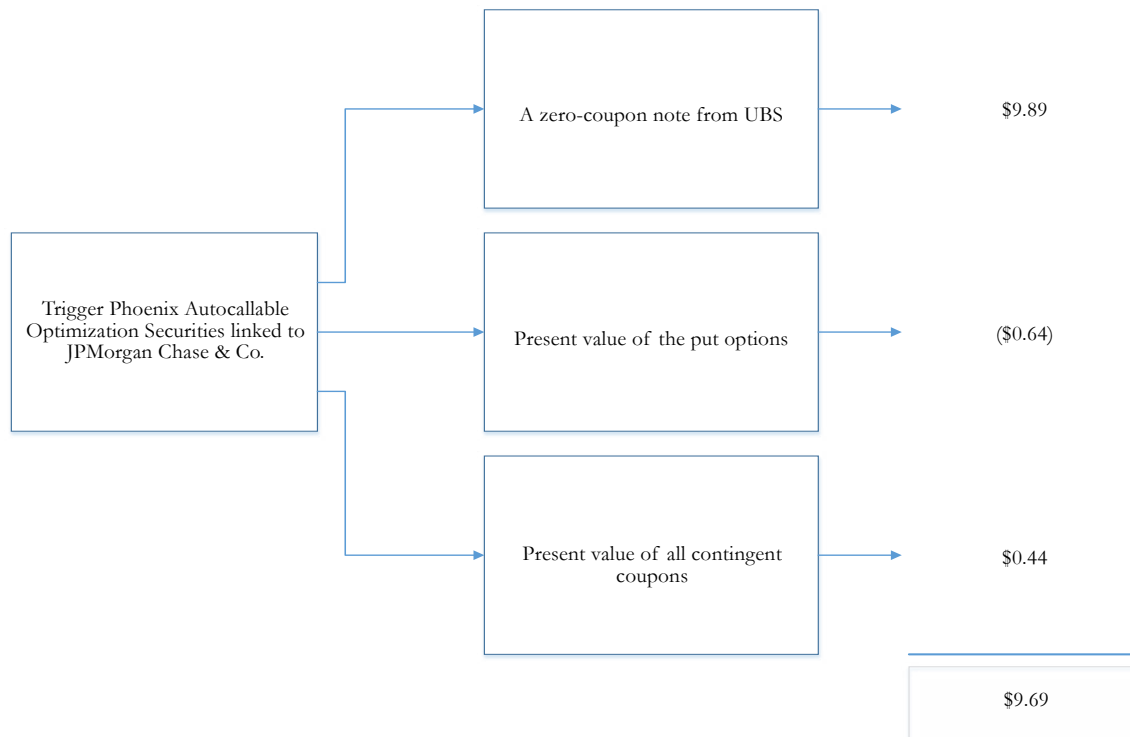 A zero-coupon note from UBS
$9.89
Trigger Phoenix Autocallable
Optimization Securities linked to
JPMorgan Chase & Co.
Present value of the put options
($0.64)
Present value of all contingent
coupons
$0.44
$9.69